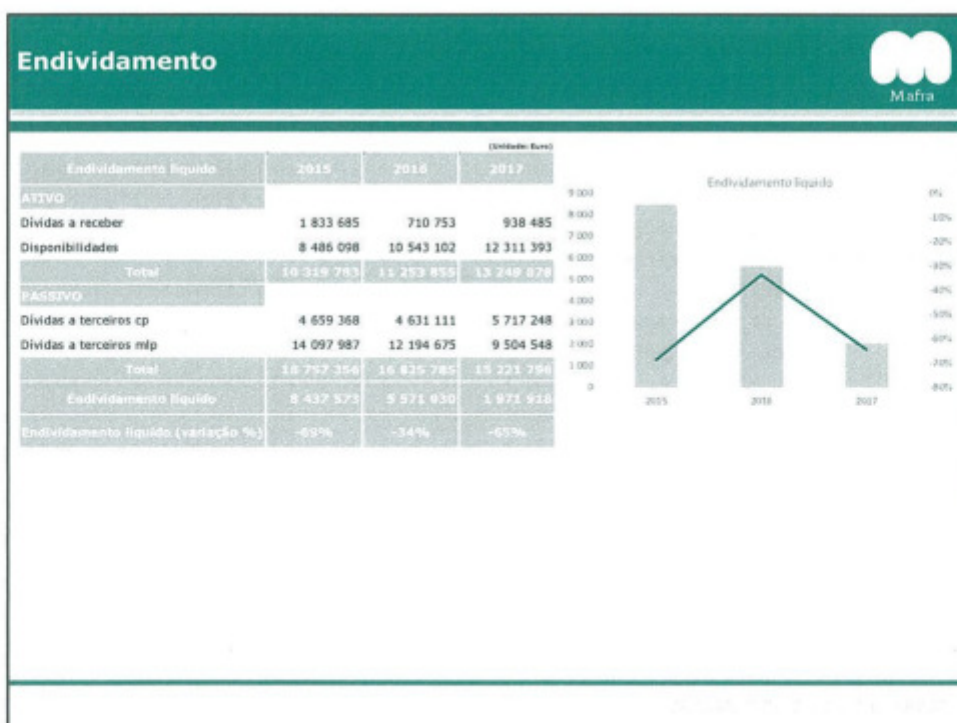 Endividamento
Mafra
(Unidade: Euro)
Endividamento líquido 2015 2016 2017
ATIVO
Dívidas a receber 1 833 685 710 753 938 485
Disponibilidades 8 486 098 10 543 102 12 311 393
Total 10 319 783 11 253 855 13 249 878
PASSIVO
Dívidas a terceiros cp 4 659 368 4 631 111 5 717 248
Dívidas a terceiros mlp 14 097 987 12 194 675 9 504 548
Total 18 757 356 16 825 785 15 221 796
Endividamento líquido 8 437 573 5 571 930 1 971 918
Endividamento líquido (variação %) -69% -34% -65%
Endividamento líquido
9 000
8 000
7 000
6 000
5 000
4 000
3 000
2 000
1 000
0
0%
-10%
-20%
-30%
-40%
-50%
-60%
-70%
-80%
2015 2016 2017